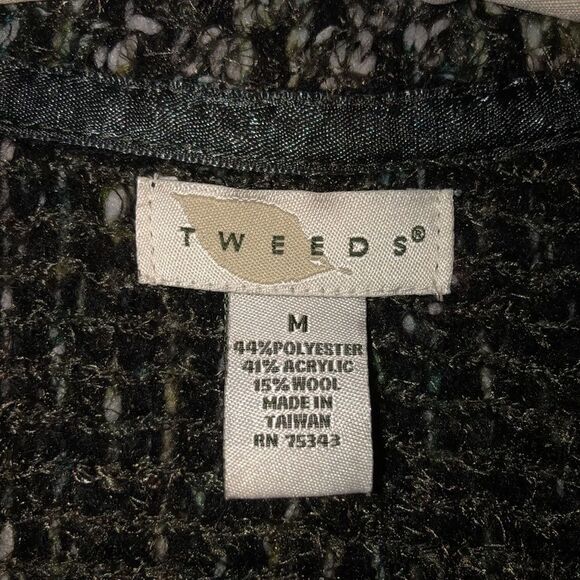 TWEEDS®
M
44%POLYESTER
41% ACRYLIC
15% WOOL
MADE IN
TAIWAN
RN 75343